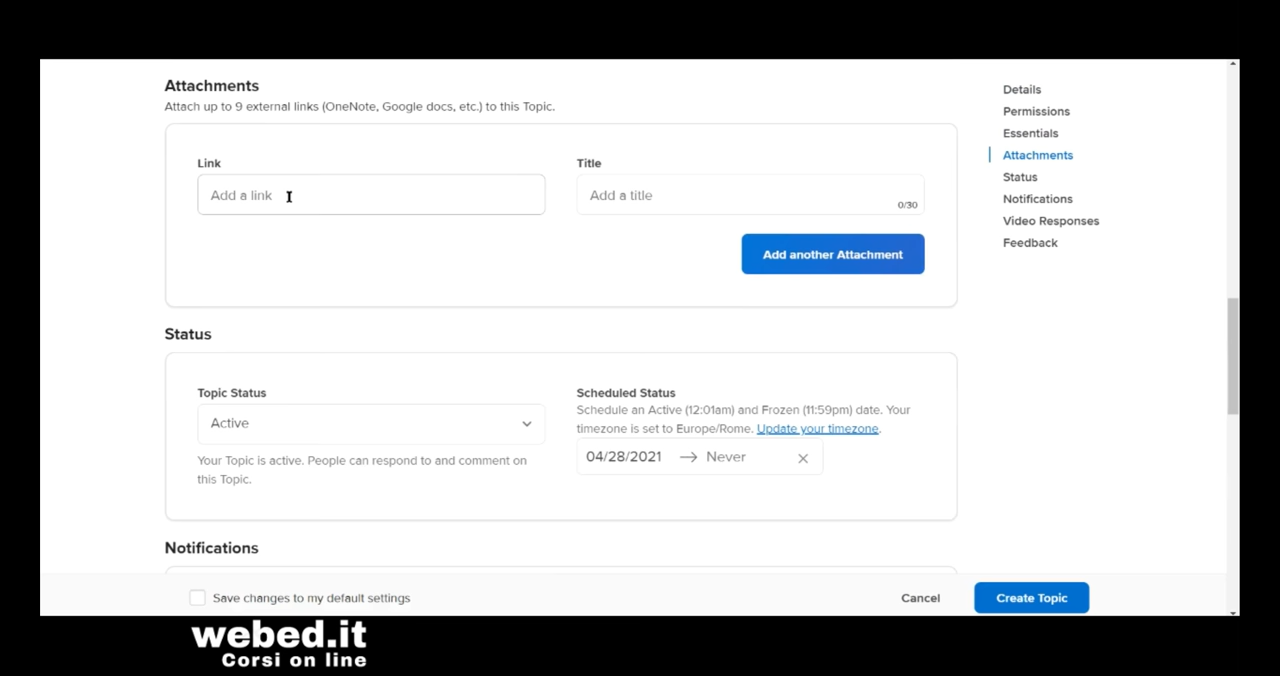 Attachments
Attach up to 9 external links (OneNote, Google docs, etc.) to this Topic.
Link
Add a link
Title
Add a title
0/30
Add another Attachment
Status
Topic Status
Active
Your Topic is active. People can respond to and comment on
this Topic.
Scheduled Status
Schedule an Active (12:01am) and Frozen (11:59pm) date. Your
timezone is set to Europe/Rome. Update your timezone.
04/28/2021 → Never
Notifications
Save changes to my default settings
Cancel
Create Topic
Details
Permissions
Essentials
Attachments
Status
Notifications
Video Responses
Feedback
webed.it
Corsi on line